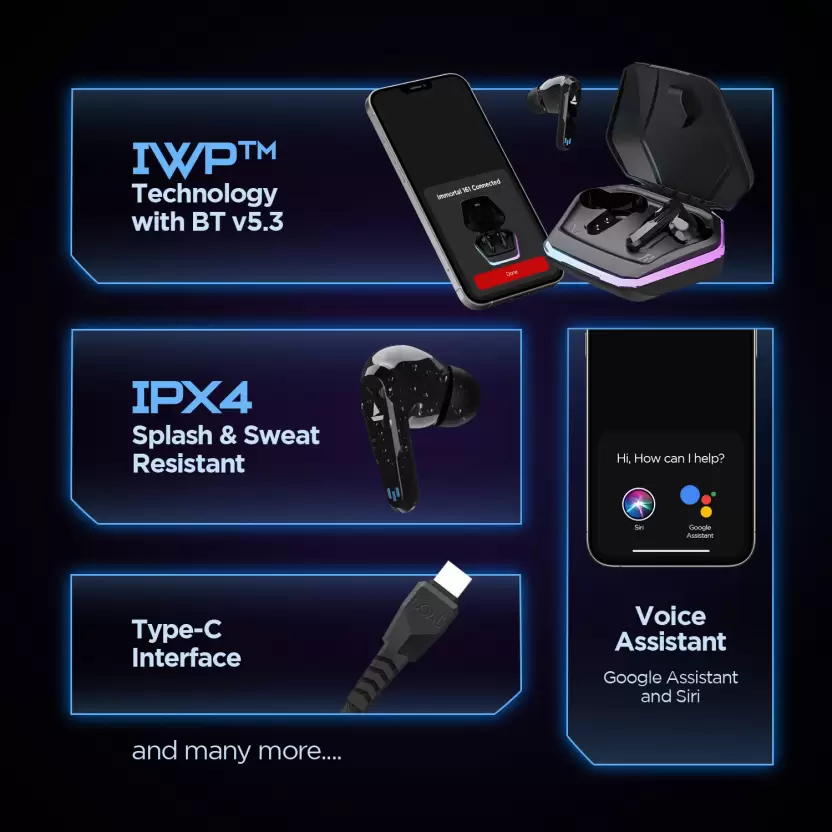 IWP™
Technology
with BT v5.3
Immortal 161 Connected
Done
IPX4
Splash & Sweat
Resistant
Hi, How can I help?
Siri
Google
Assistant
Type-C
Interface
boAt
Voice
Assistant
Google Assistant
and Siri
and many more....